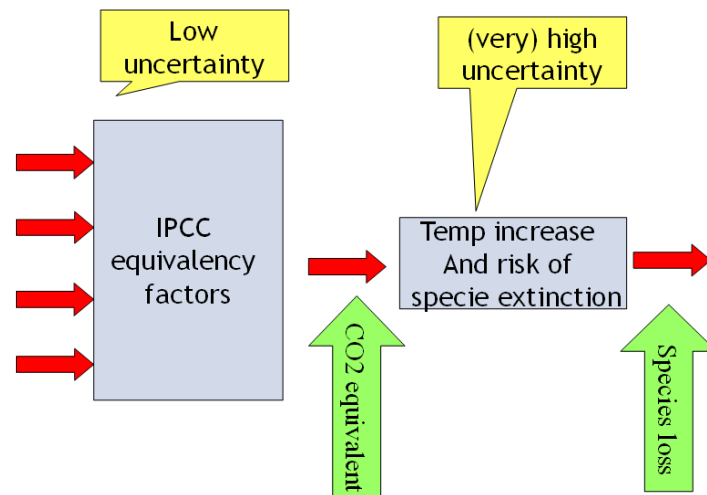 Low
uncertainty
(very) high
uncertainty
IPCC
equivalency
factors
Temp increase
And risk of
specie extinction
CO2 equivalent
Species loss